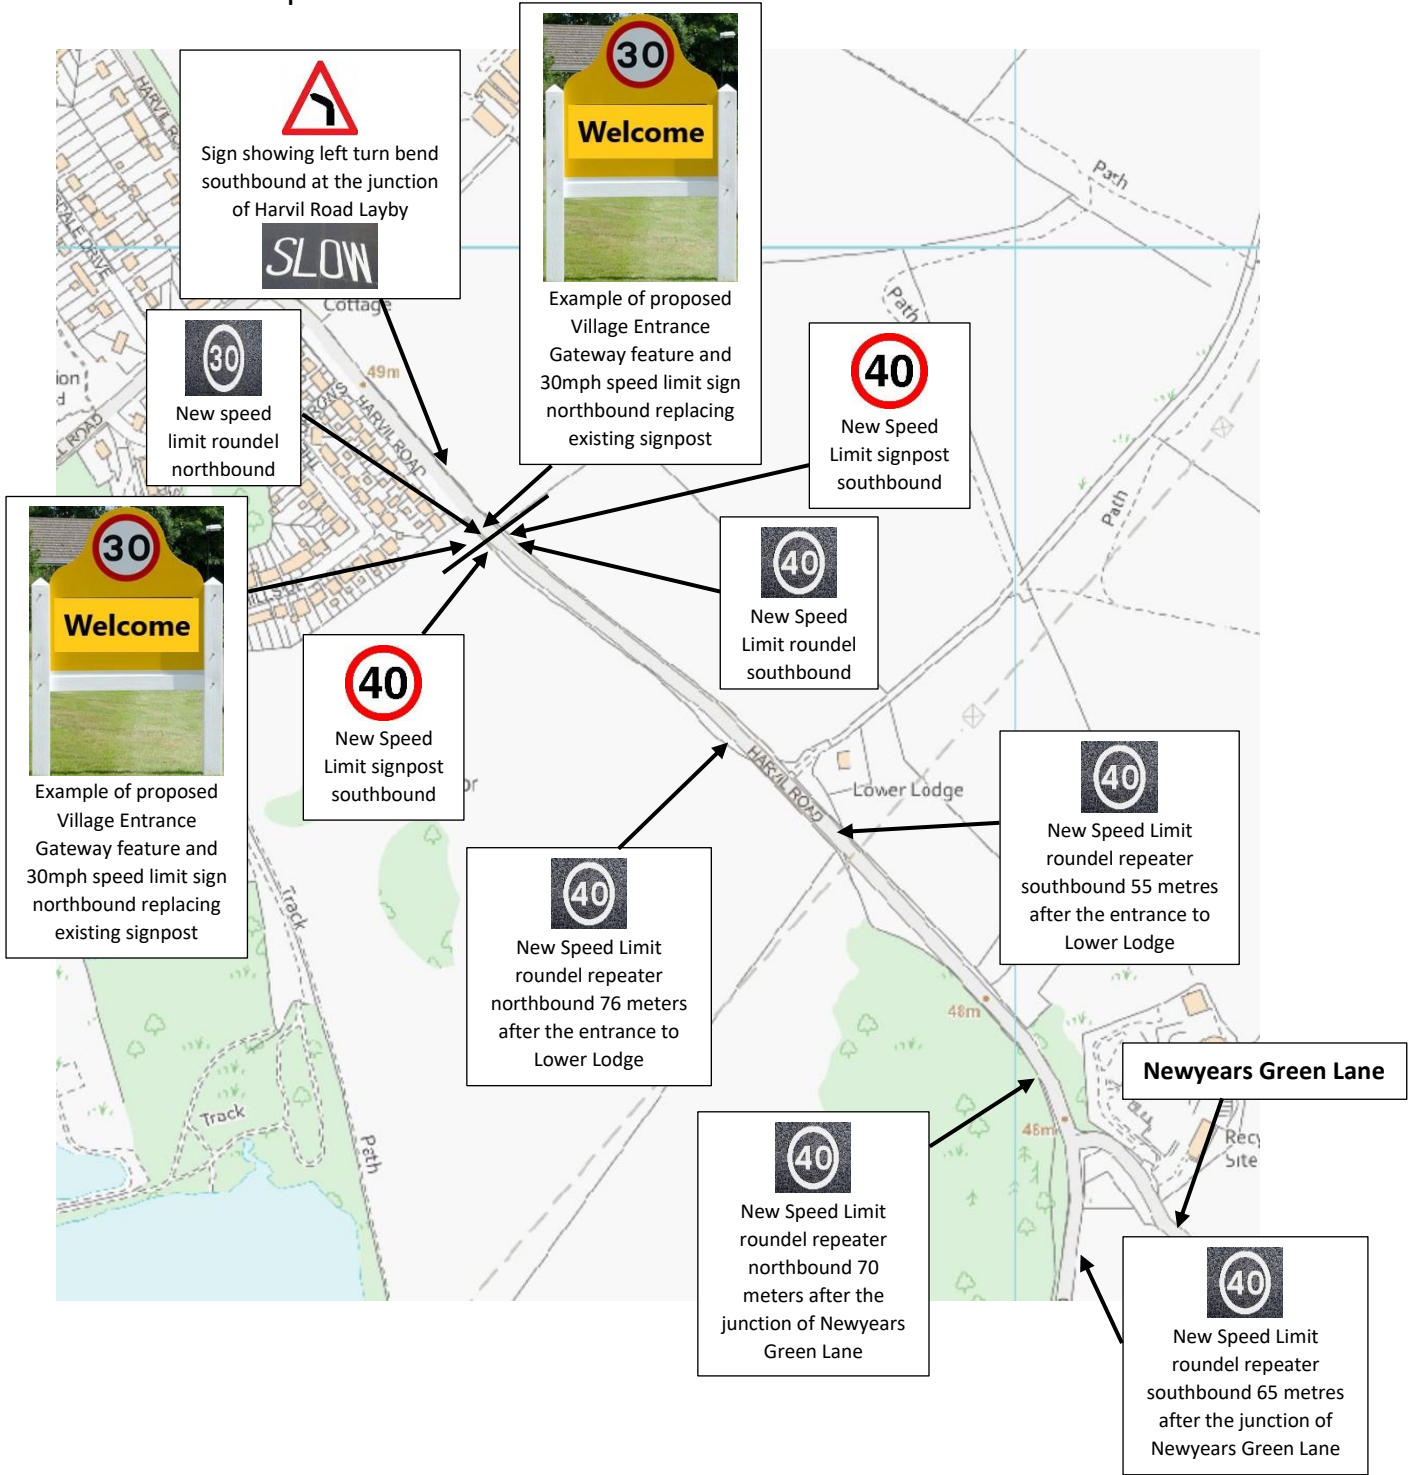 30
Welcome
Example of proposed
Village Entrance
Gateway feature and
30mph speed limit sign
northbound replacing
existing signpost
Sign showing left turn bend
southbound at the junction
of Harvil Road Layby
SLOW
HARVIL RO
Path
Cottage
Path
30
New speed
limit roundel
northbound
49m
HARVIL ROAD
40
New Speed
Limit signpost
southbound
ion
d
LL ROAD
Path
30
Welcome
Example of proposed
Village Entrance
Gateway feature and
30mph speed limit sign
northbound replacing
existing signpost
40
New Speed
Limit roundel
southbound
40
New Speed
Limit signpost
southbound
or
HARVIL ROAD
Lower Lodge
40
New Speed Limit
roundel repeater
southbound 55 metres
after the entrance to
Lower Lodge
40
New Speed Limit
roundel repeater
northbound 76 meters
after the entrance to
Lower Lodge
Track
48m
Newyears Green Lane
Track
Path
46m
Recy
Site
40
New Speed Limit
roundel repeater
northbound 70
meters after the
junction of Newyears
Green Lane
40
New Speed Limit
roundel repeater
southbound 65 metres
after the junction of
Newyears Green Lane